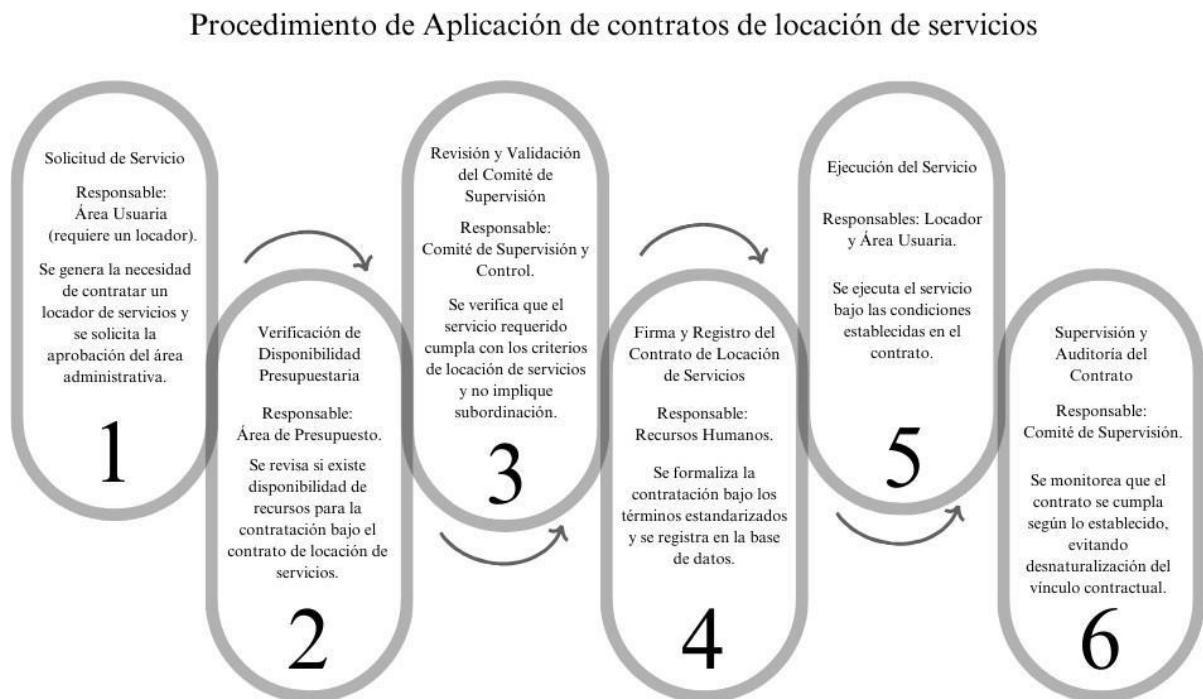 Procedimiento de Aplicación de contratos de locación de servicios
Solicitud de Servicio
Responsable:
Área Usuaria
(requiere un locador).
Se genera la necesidad
de contratar un
locador de servicios y
se solicita la
aprobación del área
administrativa.
1
Verificación de
Disponibilidad
Presupuestaria
Responsable:
Área de Presupuesto.
Se revisa si existe
disponibilidad de
recursos para la
contratación bajo el
contrato de locación de
servicios.
2
Revisión y Validación
del Comité de
Supervisión
Responsable:
Comité de Supervisión y
Control.
Se verifica que el
servicio requerido
cumpla con los criterios
de locación de servicios
y no implique
subordinación.
3
Firma y Registro del
Contrato de Locación
de Servicios
Responsable:
Recursos Humanos.
Se formaliza la
contratación bajo los
términos estandarizados
y se registra en la base
de datos.
4
Ejecución del Servicio
Responsables: Locador
y Área Usuaria.
Se ejecuta el servicio
bajo las condiciones
establecidas en el
contrato.
5
Supervisión y
Auditoría del
Contrato
Responsable:
Comité de Supervisión.
Se monitorea que el
contrato se cumpla
según lo establecido,
evitando
desnaturalización del
vínculo contractual.
6